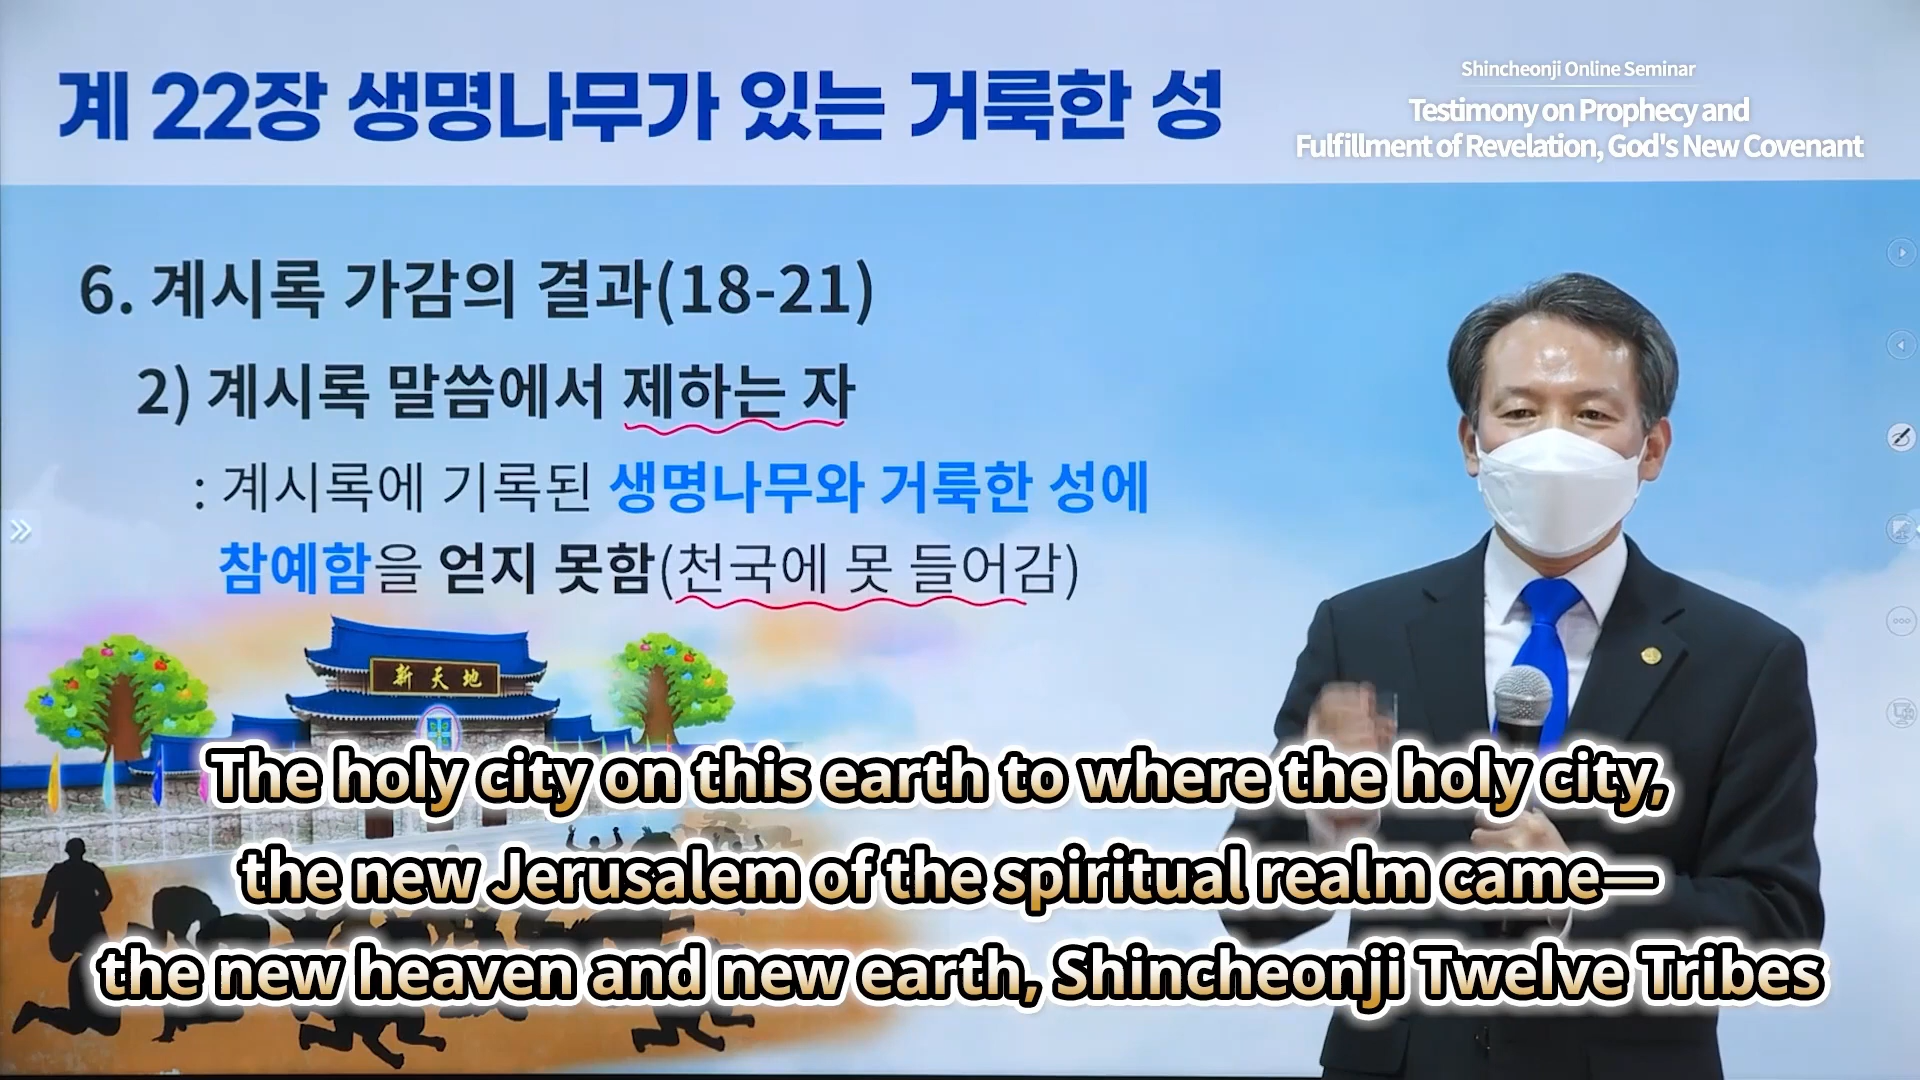 계 22장 생명나무가 있는 거룩한 성
Shincheonji Online Seminar
Testimony on Prophecy and
Fulfillment of Revelation, God's New Covenant
6. 계시록 가감의 결과(18-21)
2) 계시록 말씀에서 제하는 자
: 계시록에 기록된 생명나무와 거룩한 성에
참예함을 얻지 못함(천국에 못 들어감)
新天地
The holy city on this earth to where the holy city,
the new Jerusalem of the spiritual realm came—
the new heaven and new earth, Shincheonji Twelve Tribes